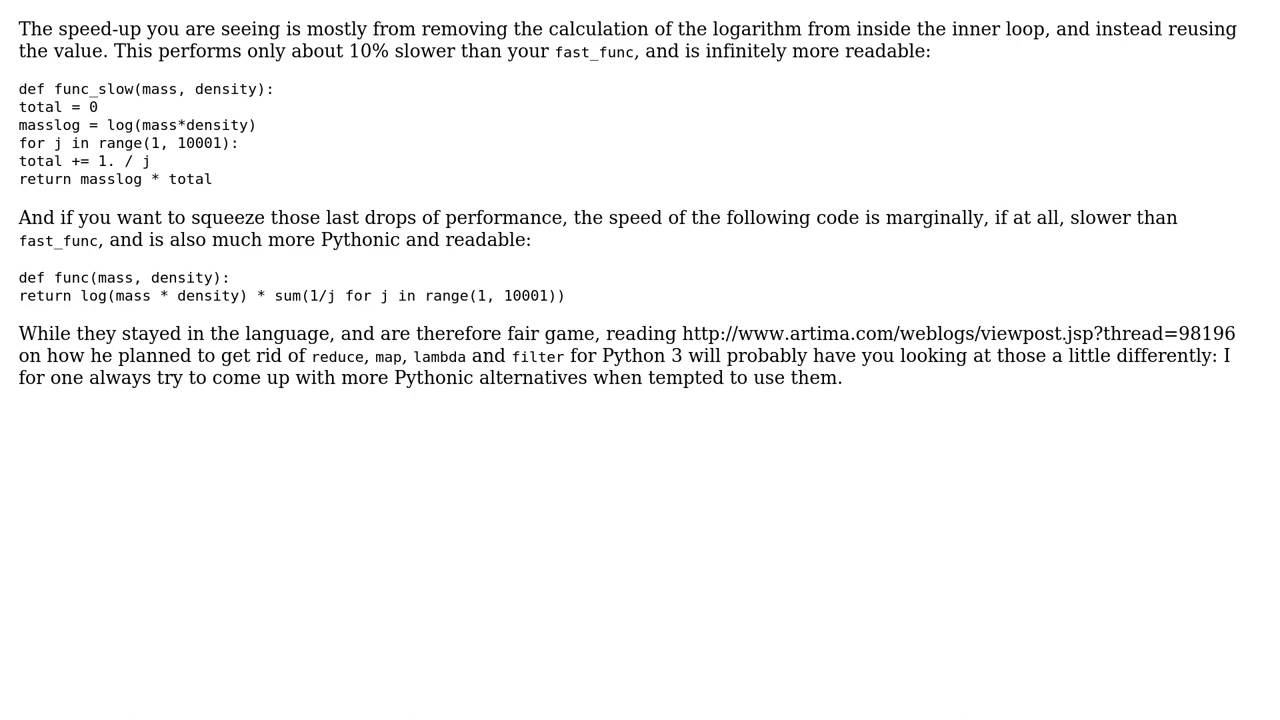 The speed-up you are seeing is mostly from removing the calculation of the logarithm from inside the inner loop, and instead reusing
the value. This performs only about 10% slower than your fast_func, and is infinitely more readable:
def func_slow(mass, density):
total = 0
masslog = log(mass*density)
for j in range(1, 10001):
total += 1. / j
return masslog * total
And if you want to squeeze those last drops of performance, the speed of the following code is marginally, if at all, slower than
fast_func, and is also much more Pythonic and readable:
def func(mass, density):
return log(mass * density) * sum(1/j for j in range(1, 10001))
While they stayed in the language, and are therefore fair game, reading http://www.artima.com/weblogs/viewpost.jsp?thread=98196
on how he planned to get rid of reduce, map, lambda and filter for Python 3 will probably have you looking at those a little differently: I
for one always try to come up with more Pythonic alternatives when tempted to use them.